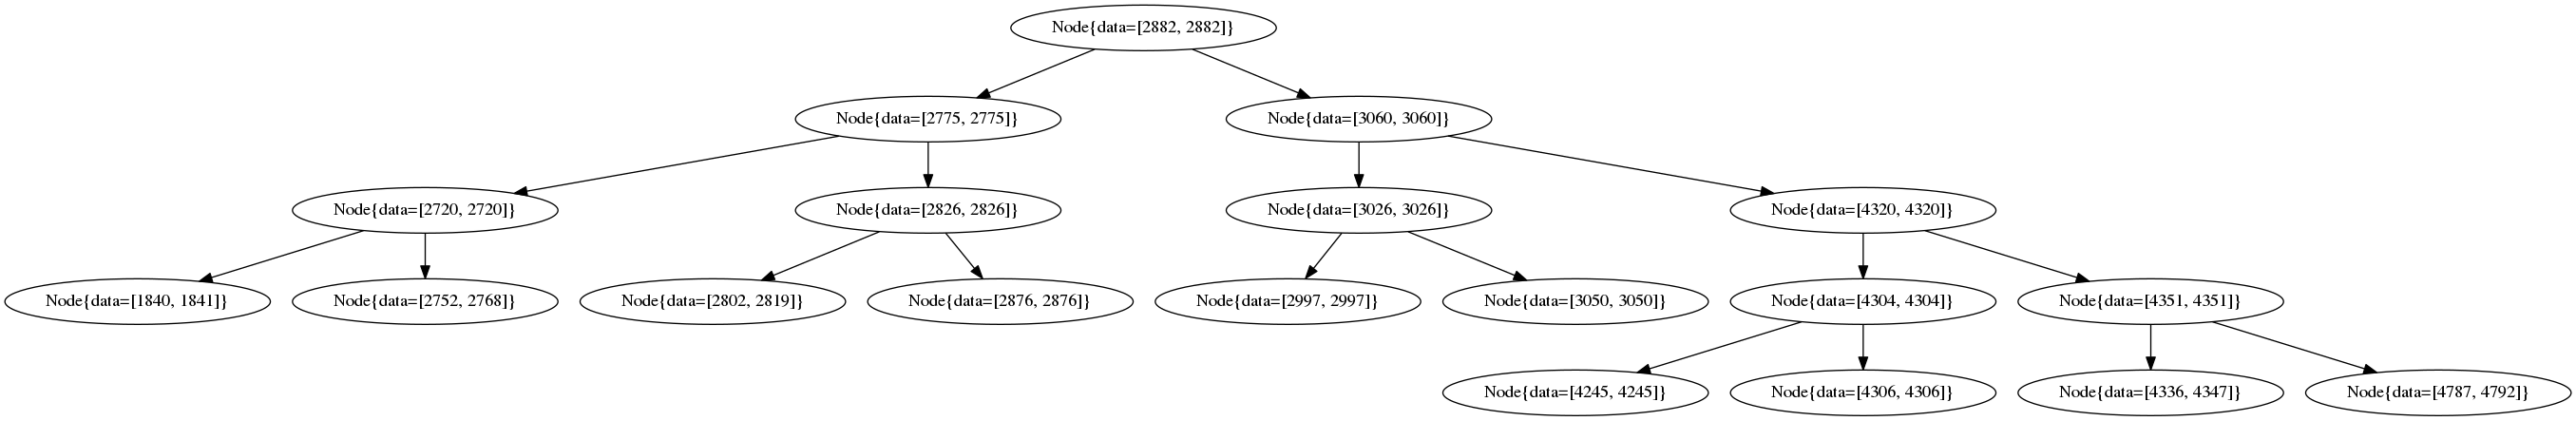 Node{data=[2882, 2882]}
Node{data=[2775, 2775]}
Node{data=[3060, 3060]}
Node{data=[2720, 2720]}
Node{data=[2826, 2826]}
Node{data=[3026, 3026]}
Node{data=[4320, 4320]}
Node{data=[1840, 1841]}
Node{data=[2752, 2768]}
Node{data=[2802, 2819]}
Node{data=[2876, 2876]}
Node{data=[2997, 2997]}
Node{data=[3050, 3050]}
Node{data=[4304, 4304]}
Node{data=[4351, 4351]}
Node{data=[4245, 4245]}
Node{data=[4306, 4306]}
Node{data=[4336, 4347]}
Node{data=[4787, 4792]}